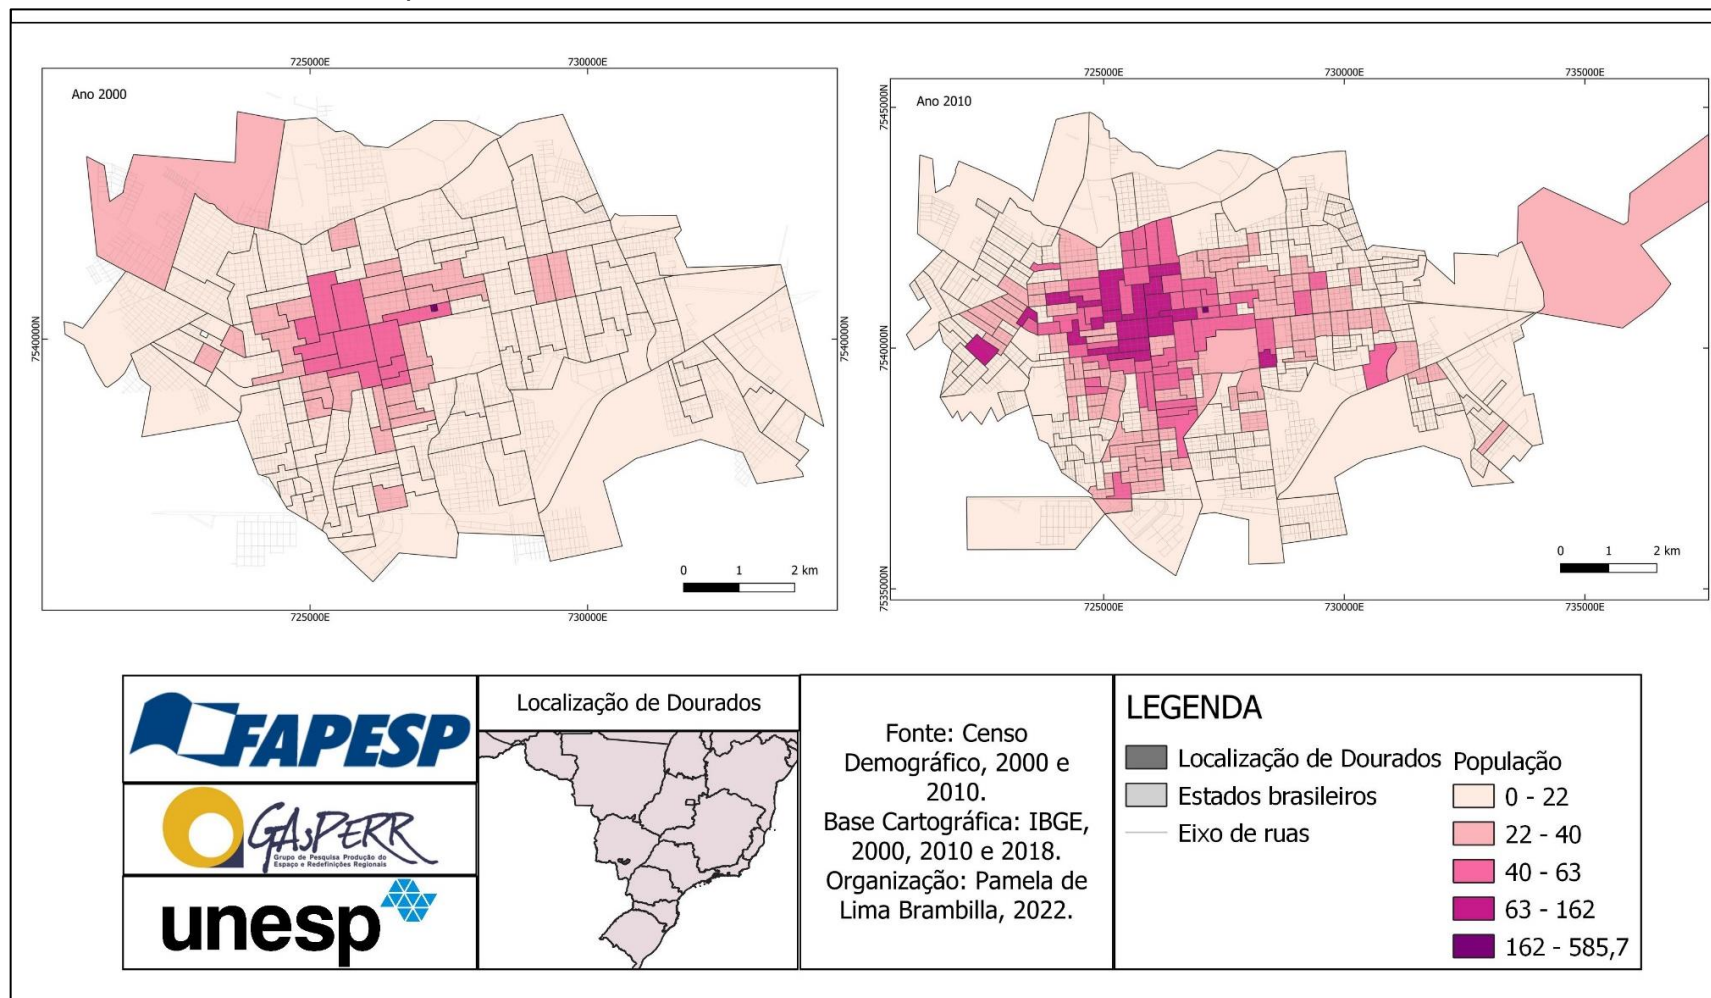 725000E
730000E
Ano 2000
7540000N
7540000N
0 1 2 km
725000E
730000E
725000E
730000E
735000E
7545000N
Ano 2010
7540000N
7535000N
0 1 2 km
725000E
730000E
735000E
FAPESP
GAsPERR
Grupo de Pesquisa Produção do
Espaço e Redefinições Regionais
unesp
Localização de Dourados
Fonte: Censo
Demográfico, 2000 e
2010.
Base Cartográfica: IBGE,
2000, 2010 e 2018.
Organização: Pamela de
Lima Brambilla, 2022.
LEGENDA
Localização de Dourados
Estados brasileiros
Eixo de ruas
População
0 - 22
22 - 40
40 - 63
63 - 162
162 - 585,7